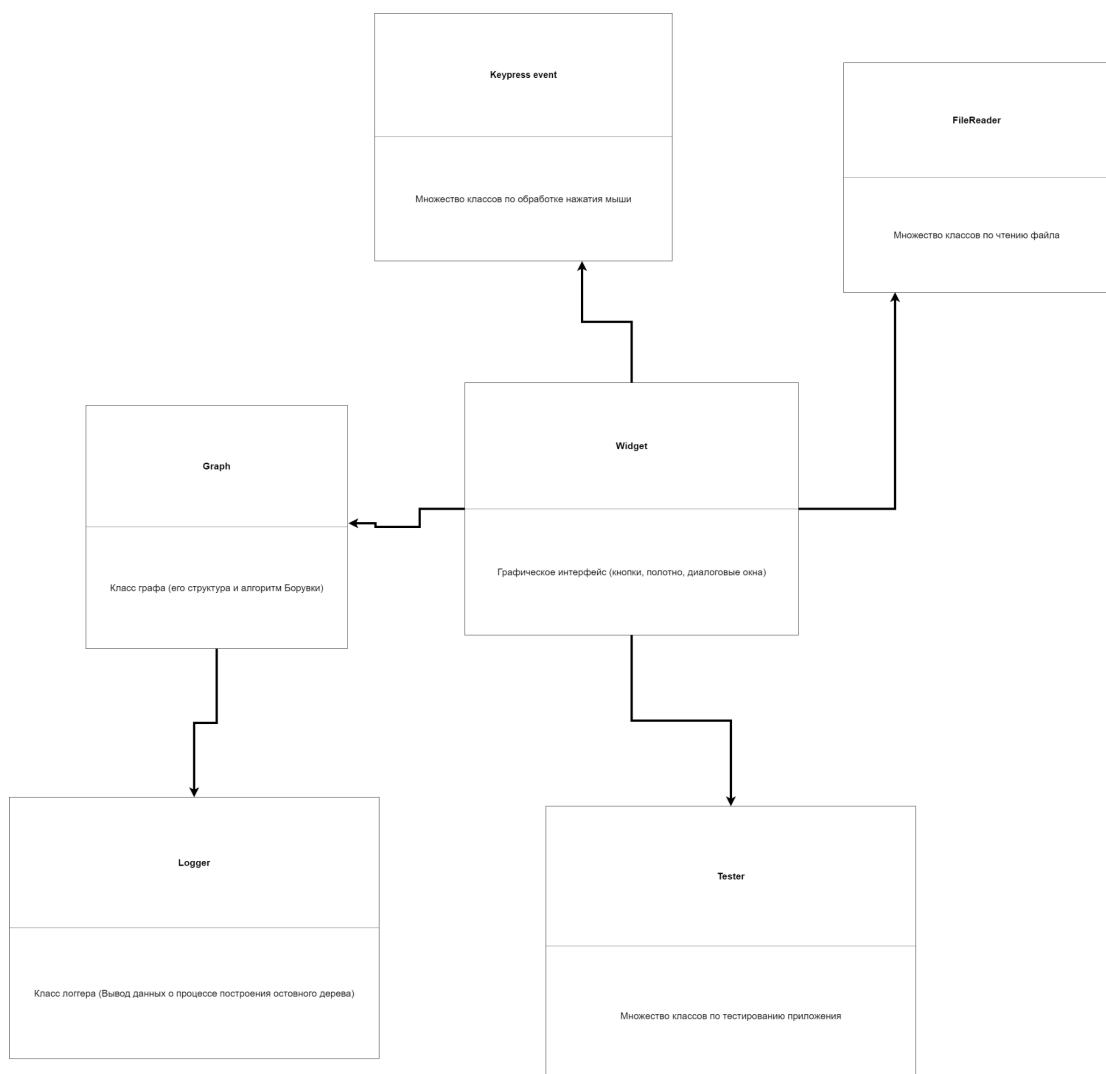 Keypress event
Множество классов по обработке нажатия мыши
FileReader
Множество классов по чтению файла
Widget
Графическое интерфейс (кнопки, полотно, диалоговые окна)
Graph
Класс графа (его структура и алгоритм Борувки)
Logger
Класс логгера (Вывод данных о процессе построения остовного дерева)
Tester
Множество классов по тестированию приложения